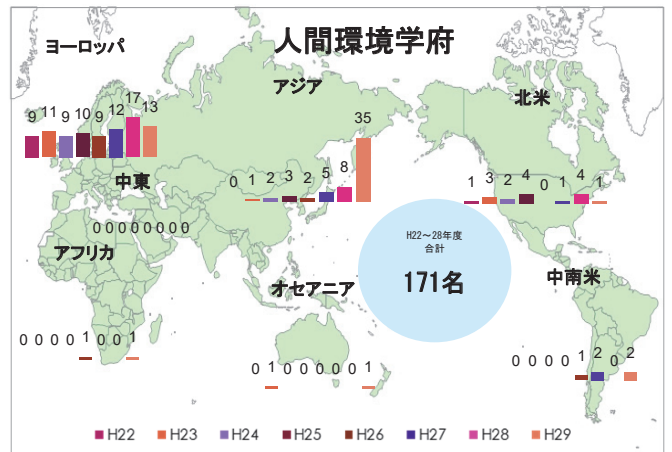 人間環境学府
ヨーロッパ
9 11 9 10 9 12 17 13
アジア
0 1 2 3 2 5 8 35
北米
1 3 2 4 0 1 4 1
中東
0 0 0 0 0 0 0 0
アフリカ
0 0 0 0 1 0 0 1
オセアニア
0 1 0 0 0 0 0 1
H22～28年度
合計
171名
中南米
0 0 0 0 1 2 0 2
H22 H23 H24 H25 H26 H27 H28 H29